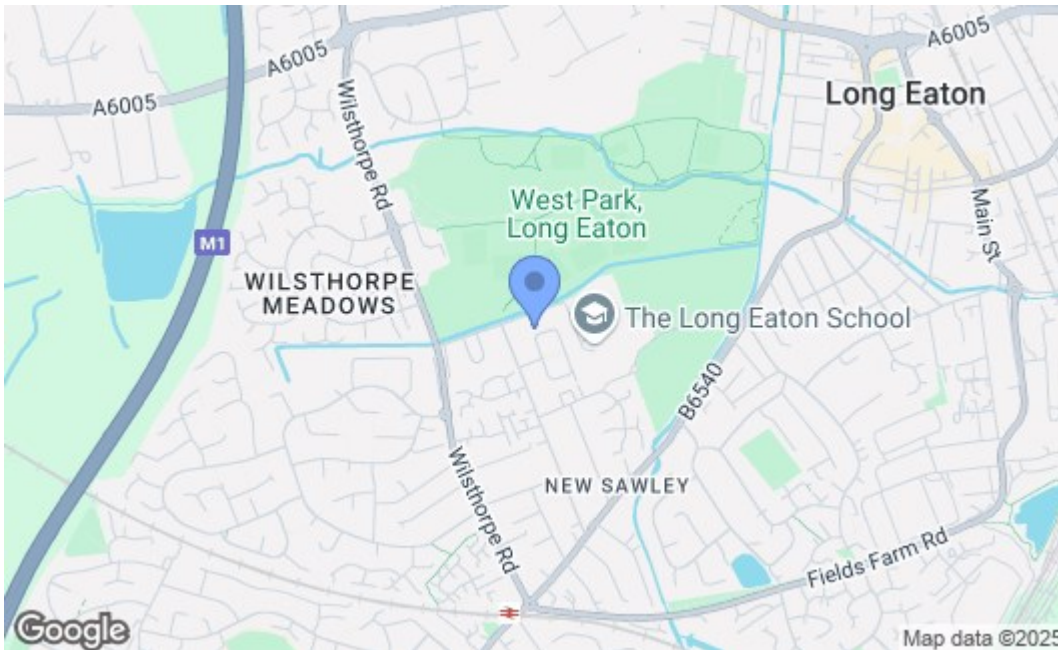 A6005
A6005
A6005
Long Eaton
Wilsthorpe Rd
West Park,
Long Eaton
Main St
M1
WILSTHORPE
MEADOWS
The Long Eaton School
B6540
Wilsthorpe Rd
NEW SAWLEY
Fields Farm Rd
Google
Map data ©2025